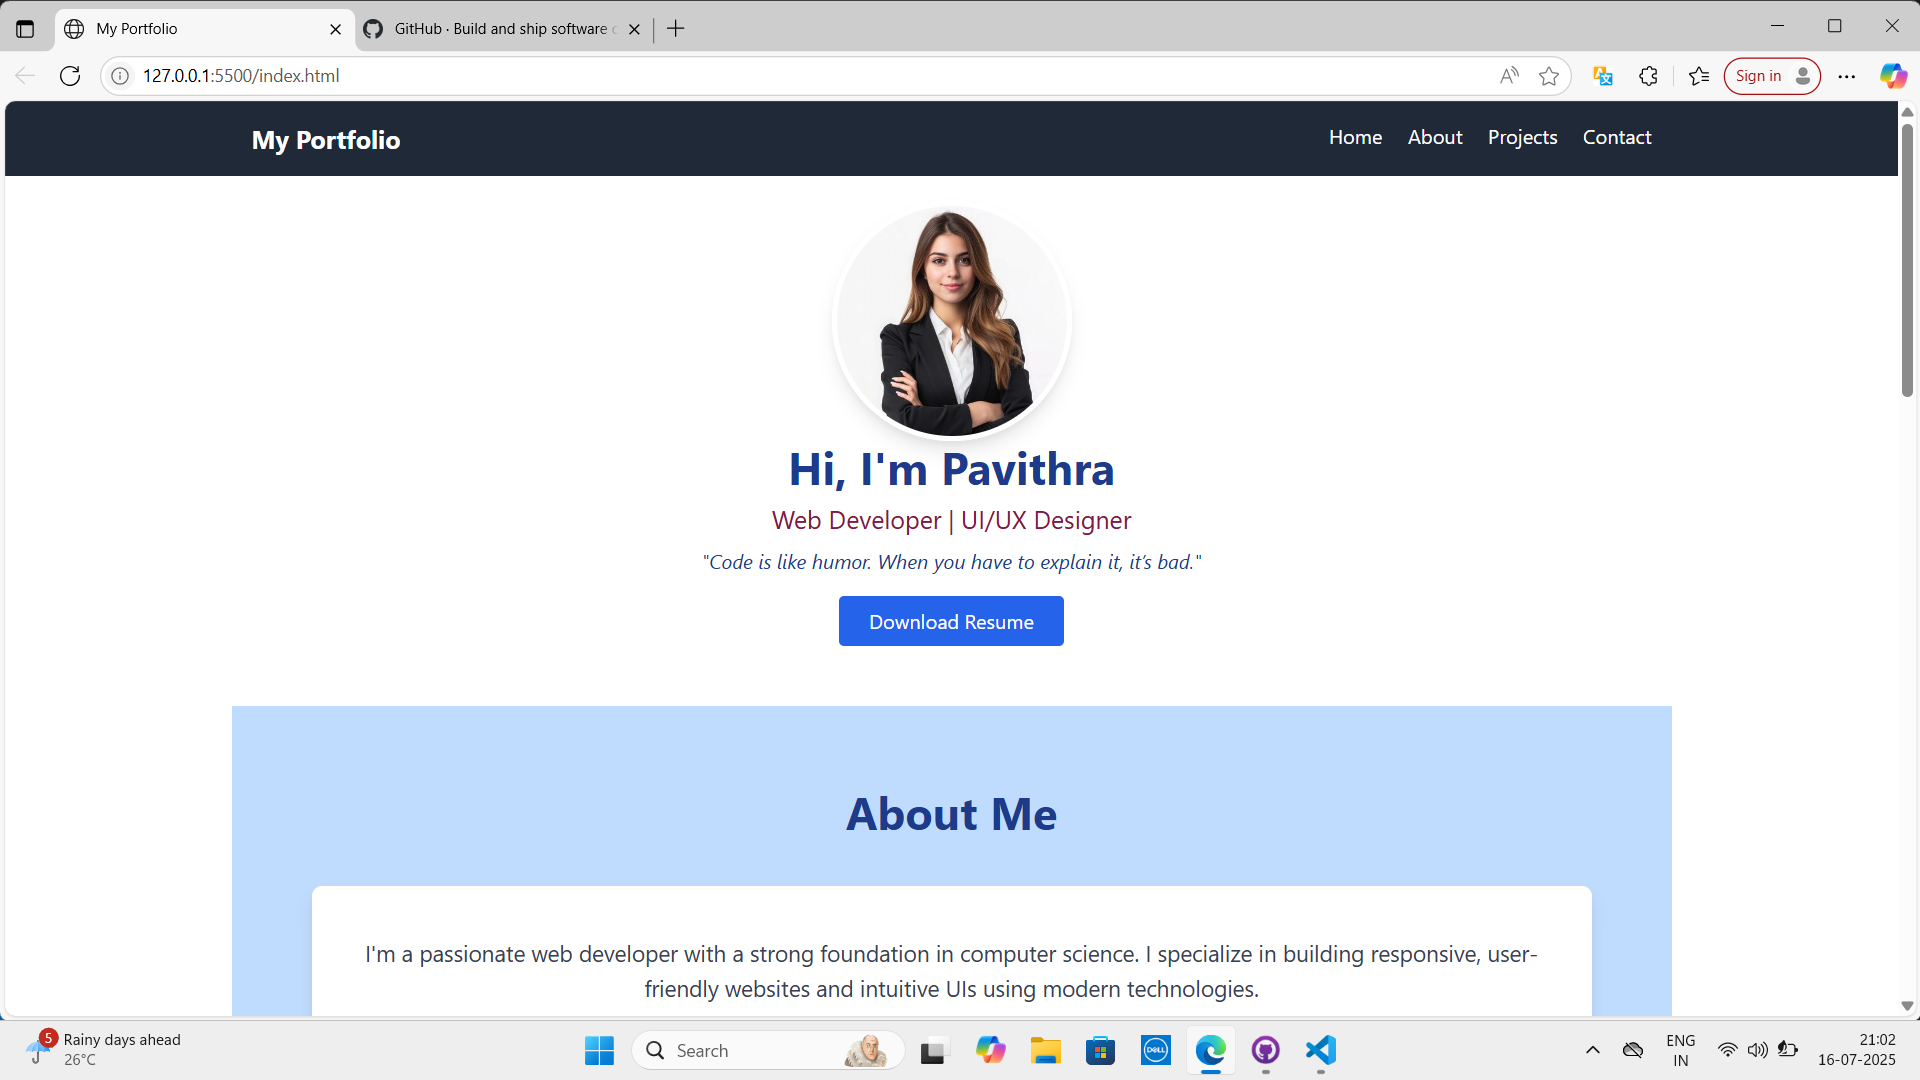 My Portfolio
GitHub · Build and ship software
127.0.0.1:5500/index.html
Sign in
My Portfolio
Home About Projects Contact
Hi, I'm Pavithra
Web Developer | UI/UX Designer
"Code is like humor. When you have to explain it, it’s bad."
Download Resume
About Me
I'm a passionate web developer with a strong foundation in computer science. I specialize in building responsive, user-
friendly websites and intuitive UIs using modern technologies.
5
Rainy days ahead
26°C
Search
DELL
ENG
IN
21:02
16-07-2025